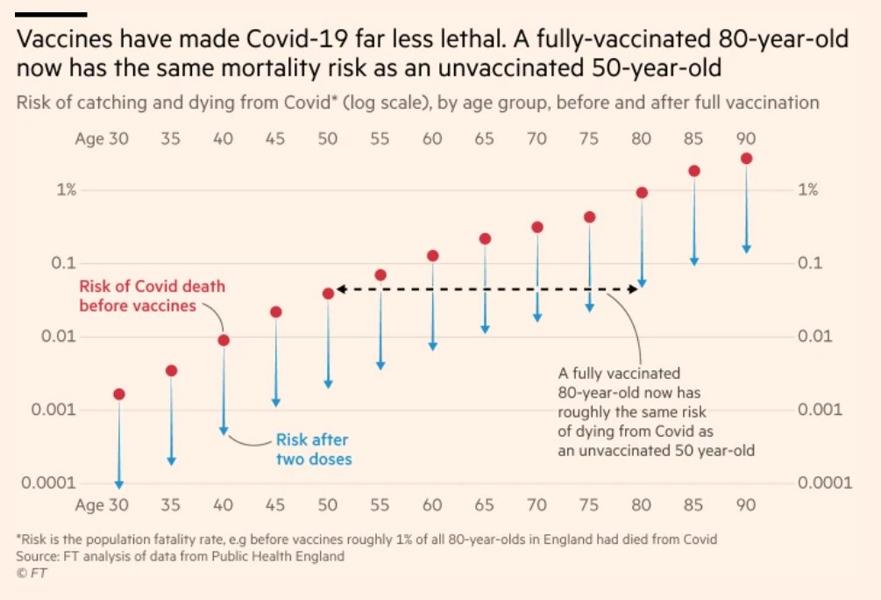 Vaccines have made Covid-19 far less lethal. A fully-vaccinated 80-year-old
now has the same mortality risk as an unvaccinated 50-year-old
Risk of catching and dying from Covid* (log scale), by age group, before and after full vaccination
Age 30 35 40 45 50 55 60 65 70 75 80 85 90
1% 1%
0.1 0.1
Risk of Covid death
before vaccines
0.01 0.01
A fully vaccinated
80-year-old now has
roughly the same risk
of dying from Covid as
an unvaccinated 50 year-old
0.001 0.001
Risk after
two doses
0.0001 0.0001
Age 30 35 40 45 50 55 60 65 70 75 80 85 90
*Risk is the population fatality rate, e.g before vaccines roughly 1% of all 80-year-olds in England had died from Covid
Source: FT analysis of data from Public Health England
© FT